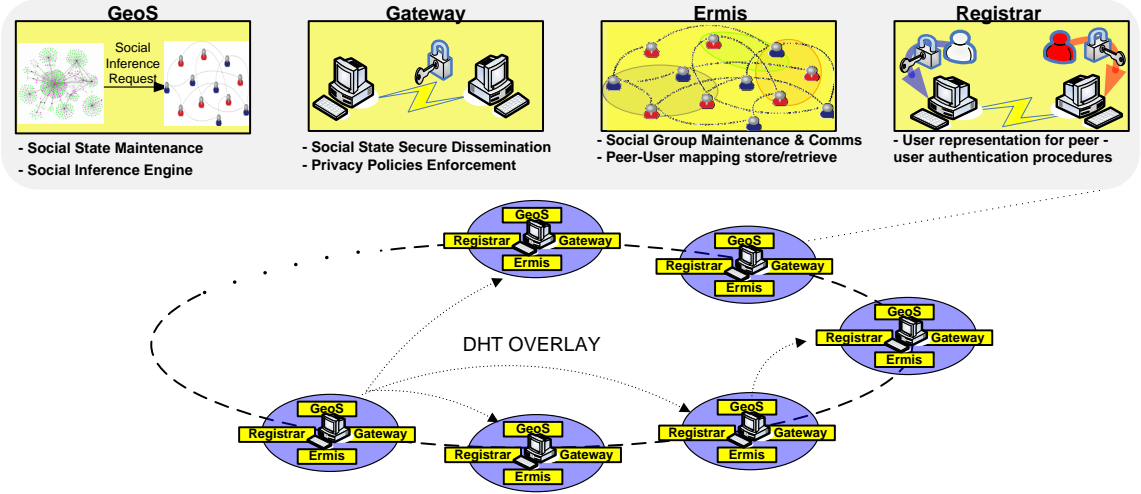 GeoS
Gateway
Ermis
Registrar
Social
Inference
Request
- Social State Maintenance
- Social Inference Engine
- Social State Secure Dissemination
- Privacy Policies Enforcement
- Social Group Maintenance & Comms
- Peer-User mapping store/retrieve
- User representation for peer -
user authentication procedures
GeoS
Registrar
Gateway
Ermis
GeoS
Registrar
Gateway
Ermis
GeoS
Registrar
Gateway
Ermis
DHT OVERLAY
GeoS
Registrar
Gateway
Ermis
GeoS
Registrar
Gateway
Ermis
GeoS
Registrar
Gateway
Ermis